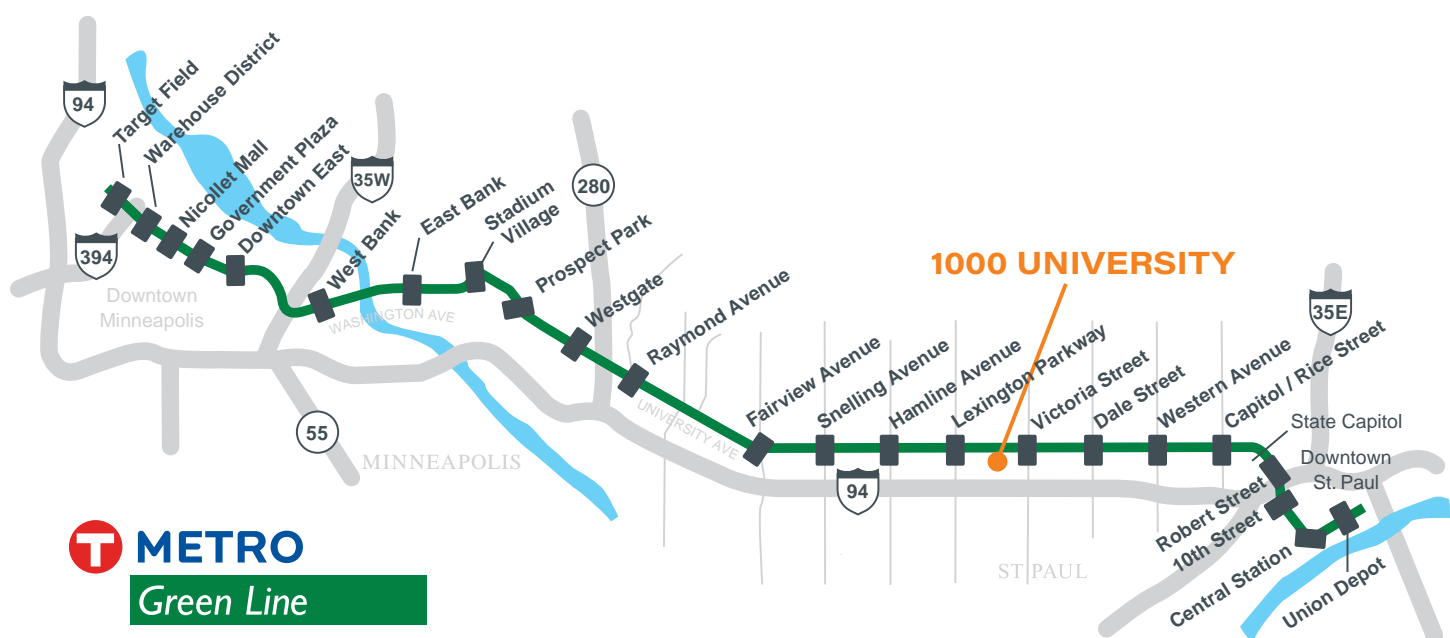 94
Target Field
Warehouse District
Nicollet Mall
Government Plaza
Downtown East
35W
394
Downtown
Minneapolis
West Bank
WASHINGTON AVE
East Bank
Stadium
Village
Prospect Park
280
Westgate
Raymond Avenue
UNIVERSITY AVE
55
MINNEAPOLIS
1000 UNIVERSITY
Fairview Avenue
Snelling Avenue
Hamline Avenue
Lexington Parkway
Victoria Street
Dale Street
Western Avenue
Capitol / Rice Street
35E
State Capitol
Downtown
St. Paul
94
Robert Street
10th Street
Central Station
Union Depot
ST PAUL
T METRO
Green Line